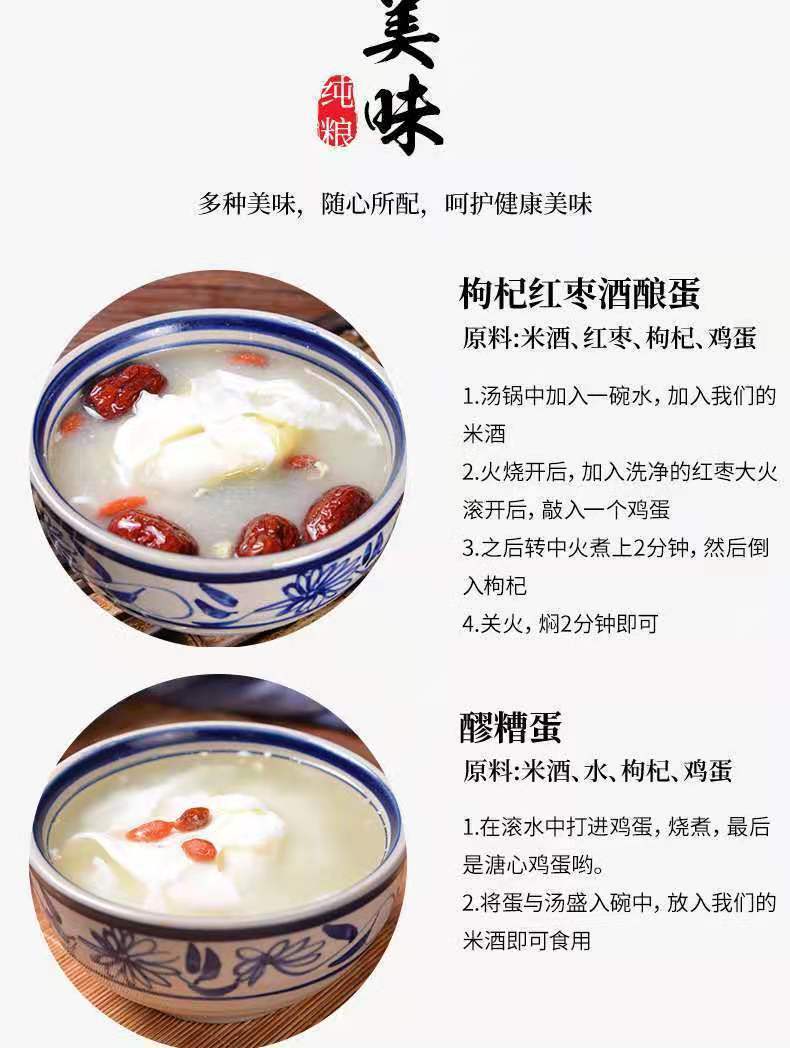 美味
纯粮
多种美味，随心所配，呵护健康美味
枸杞红枣酒酿蛋
原料:米酒、红枣、枸杞、鸡蛋
1.汤锅中加入一碗水，加入我们的
米酒
2.火烧开后，加入洗净的红枣大火
滚开后，敲入一个鸡蛋
3.之后转中火煮上2分钟，然后倒
入枸杞
4.关火，焖2分钟即可
醪糟蛋
原料:米酒、水、枸杞、鸡蛋
1.在滚水中打进鸡蛋，烧煮，最后
是溏心鸡蛋哟。
2.将蛋与汤盛入碗中，放入我们的
米酒即可食用